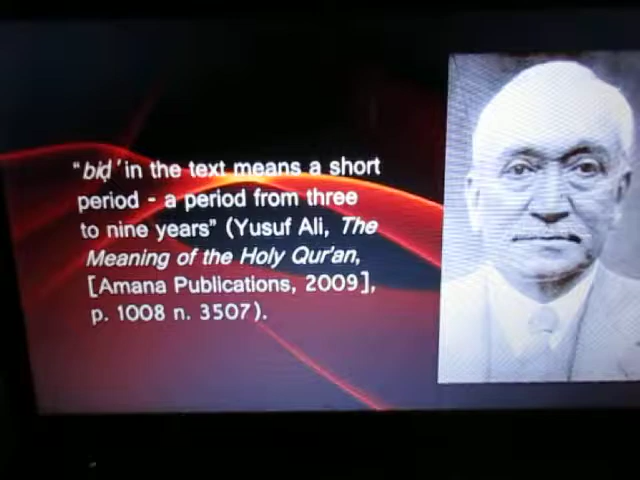 "biḍ' in the text means a short
period - a period from three
to nine years" (Yusuf Ali, The
Meaning of the Holy Qur'an,
[Amana Publications, 2009],
p. 1008 n. 3507).